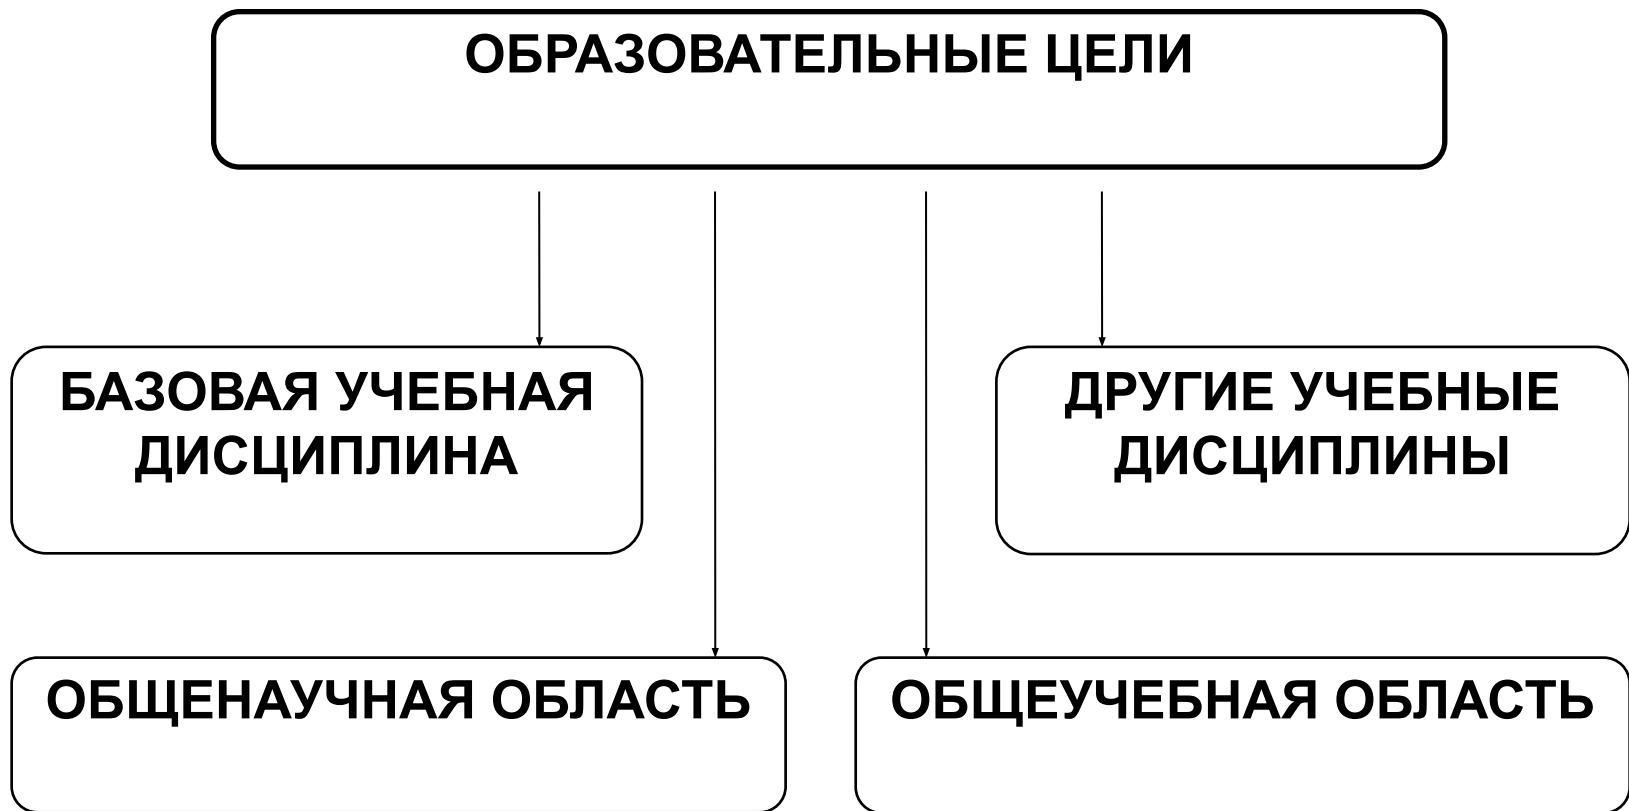 ОБРАЗОВАТЕЛЬНЫЕ ЦЕЛИ
БАЗОВАЯ УЧЕБНАЯ
ДИСЦИПЛИНА
ДРУГИЕ УЧЕБНЫЕ
ДИСЦИПЛИНЫ
ОБЩЕНАУЧНАЯ ОБЛАСТЬ
ОБЩЕУЧЕБНАЯ ОБЛАСТЬ